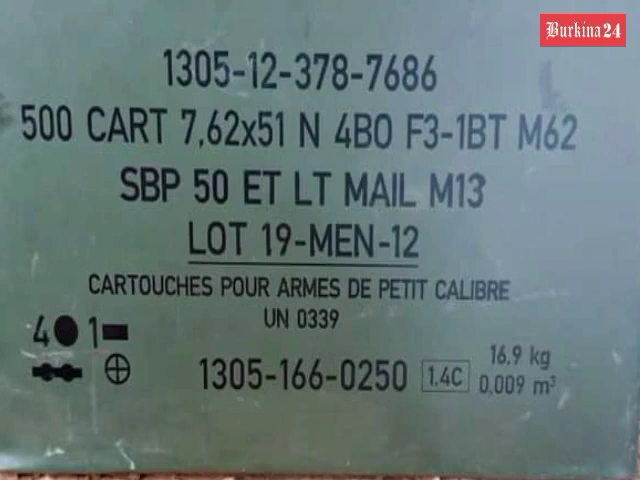 Burkina24
1305-12-378-7686
500 CART 7,62x51 N 4BO F3-1BT M62
SBP 50 ET LT MAIL M13
LOT 19-MEN-12
CARTOUCHES POUR ARMES DE PETIT CALIBRE
UN 0339
4 1
1305-166-0250 1.4C 16.9 kg
0,009 m³